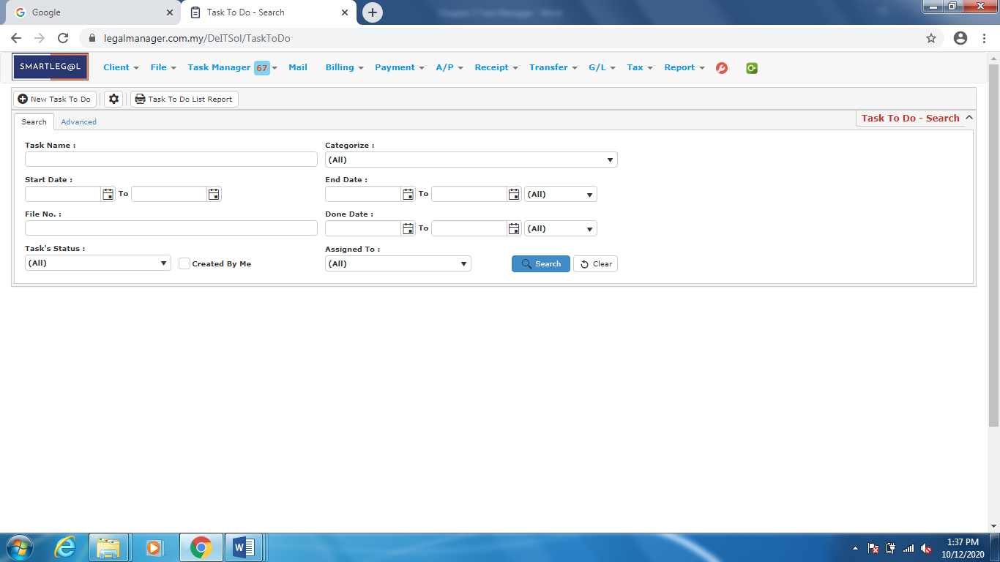 Google
Task To Do - Search
legalmanager.com.my/DeITSol/TaskToDo
SMARTLEG@L Client File Task Manager 67 Mail Billing Payment A/P Receipt Transfer G/L Tax Report
New Task To Do Task To Do List Report
Search Advanced Task To Do - Search
Task Name : Categorize :
(All)
Start Date : End Date :
To To (All)
File No. : Done Date :
To (All)
Task's Status : Assigned To :
(All) Created By Me (All) Search Clear
1:37 PM
10/12/2020